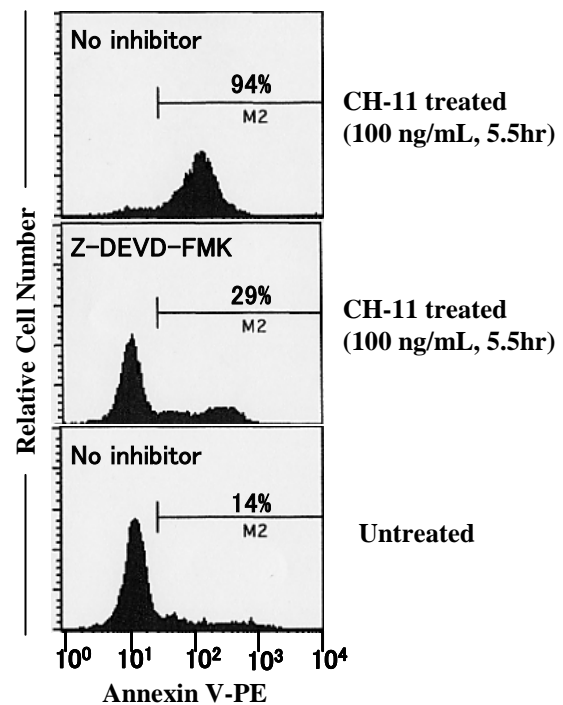 No inhibitor
94%
M2
CH-11 treated
(100 ng/mL, 5.5hr)
Z-DEVD-FMK
29%
M2
CH-11 treated
(100 ng/mL, 5.5hr)
No inhibitor
14%
M2
Untreated
Relative Cell Number
10⁰ 10¹ 10² 10³ 10⁴
Annexin V-PE